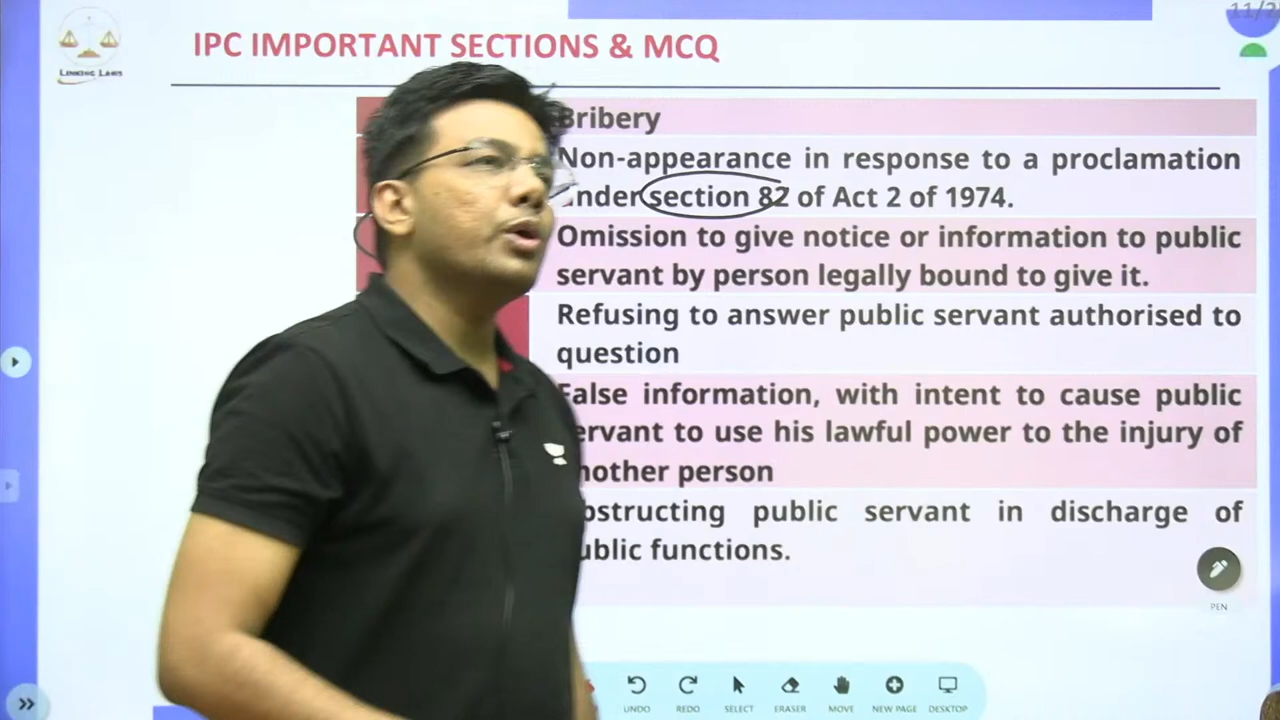 11/2
IPC IMPORTANT SECTIONS & MCQ
LINKING LAWS
Bribery
Non-appearance in response to a proclamation
under section 82 of Act 2 of 1974.
Omission to give notice or information to public
servant by person legally bound to give it.
Refusing to answer public servant authorised to
question
False information, with intent to cause public
servant to use his lawful power to the injury of
another person
Obstructing public servant in discharge of
public functions.
PEN
UNDO
REDO
SELECT
ERASER
MOVE
NEW PAGE
DESKTOP